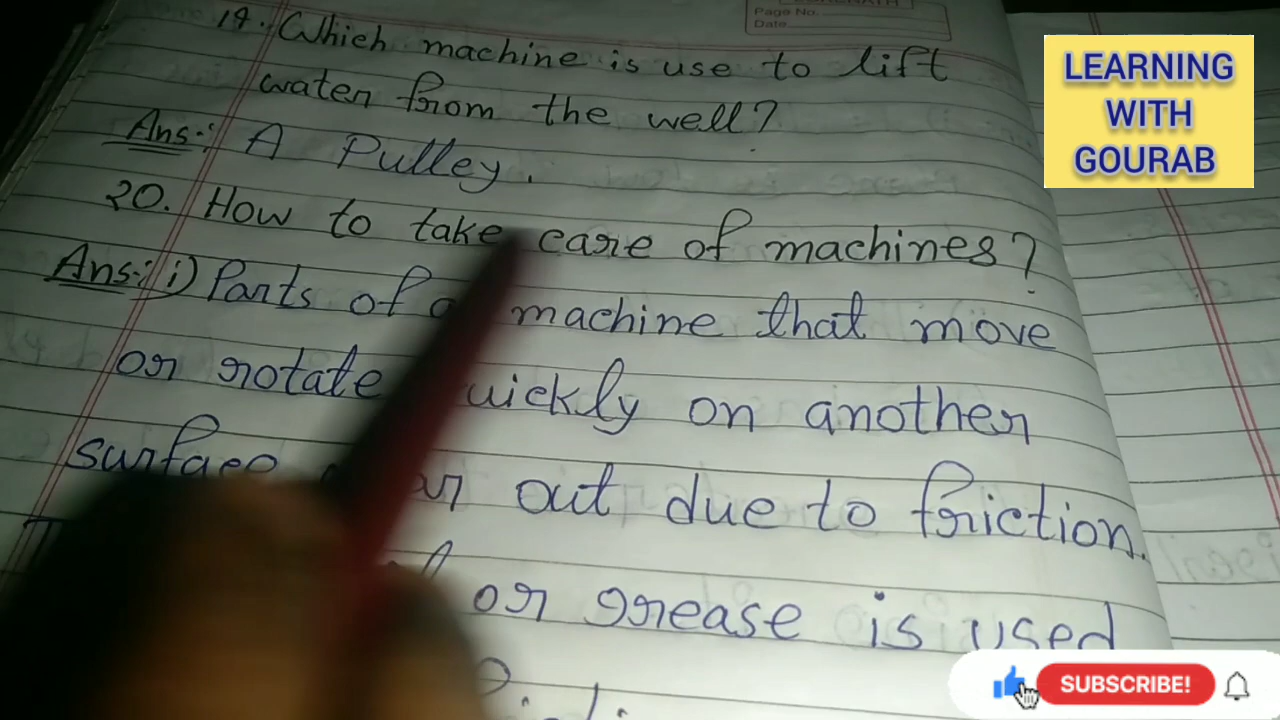 Page No.
Date
19. Which machine is use to lift
water from the well?
Ans:- A Pulley.
20. How to take care of machines?
Ans:- i) Parts of a machine that move
or rotate quickly on another
surface out due to friction.
or grease is used
LEARNING
WITH
GOURAB
SUBSCRIBE!